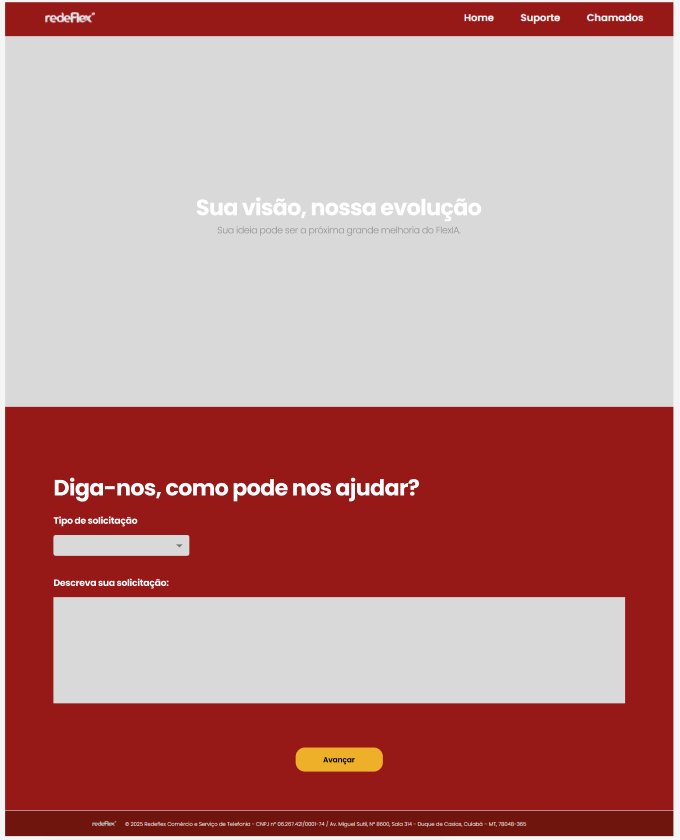 redeFlex
Home Suporte Chamados
Sua visão, nossa evolução
Sua ideia pode ser a próxima grande melhoria do FlexIA.
Diga-nos, como pode nos ajudar?
Tipo de solicitação
Descreva sua solicitação:
Avançar
redeFlex © 2025 Redeflex Comércio e Serviço de Telefonia - CNPJ nº 06.267.421/0001-74 / Av. Miguel Sutil, Nº 8600, Sala 314 - Duque de Caxias, Cuiabá - MT, 78048-365